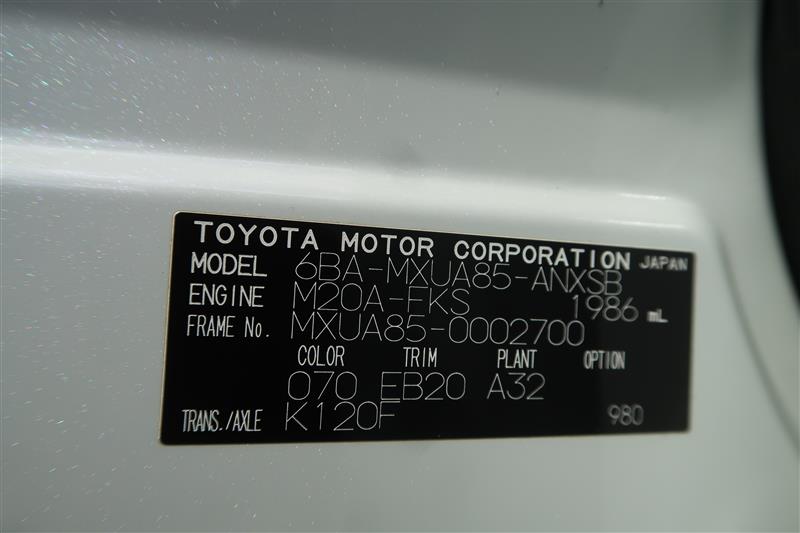 TOYOTA MOTOR CORPORATION JAPAN
MODEL 6BA-MXUA85-ANXSB
ENGINE M20A-FKS 1986 mL
FRAME No. MXUA85-0002700
COLOR TRIM PLANT OPTION
070 EB20 A32
TRANS./AXLE K120F 980